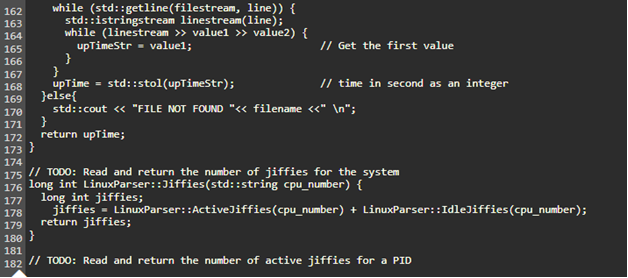 162 while (std::getline(filestream, line)) {
163 std::istringstream linestream(line);
164 while (linestream >> value1 >> value2) {
165 upTimeStr = value1; // Get the first value
166 }
167 }
168 upTime = std::stol(upTimeStr); // time in second as an integer
169 }else{
170 std::cout << "FILE NOT FOUND "<< filename <<" \n";
171 }
172 return upTime;
173 }
174
175 // TODO: Read and return the number of jiffies for the system
176 long int LinuxParser::Jiffies(std::string cpu_number) {
177 long int jiffies;
178 jiffies = LinuxParser::ActiveJiffies(cpu_number) + LinuxParser::IdleJiffies(cpu_number);
179 return jiffies;
180 }
181
182 // TODO: Read and return the number of active jiffies for a PID